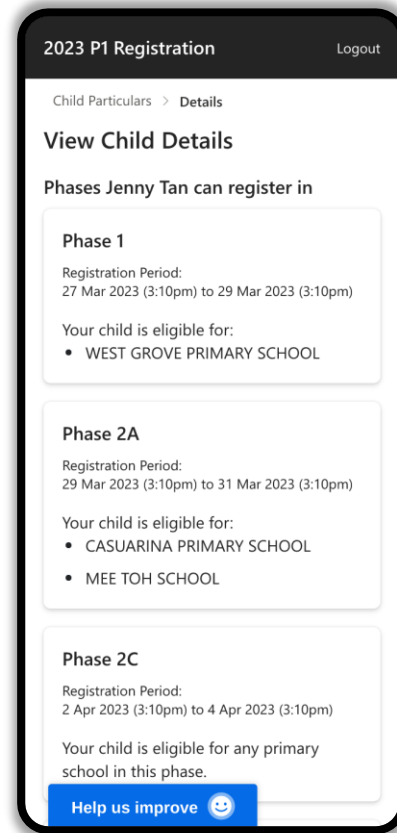 2023 P1 Registration Logout
Child Particulars > Details
View Child Details
Phases Jenny Tan can register in
Phase 1
Registration Period:
27 Mar 2023 (3:10pm) to 29 Mar 2023 (3:10pm)
Your child is eligible for:
• WEST GROVE PRIMARY SCHOOL
Phase 2A
Registration Period:
29 Mar 2023 (3:10pm) to 31 Mar 2023 (3:10pm)
Your child is eligible for:
• CASUARINA PRIMARY SCHOOL
• MEE TOH SCHOOL
Phase 2C
Registration Period:
2 Apr 2023 (3:10pm) to 4 Apr 2023 (3:10pm)
Your child is eligible for any primary
school in this phase.
Help us improve